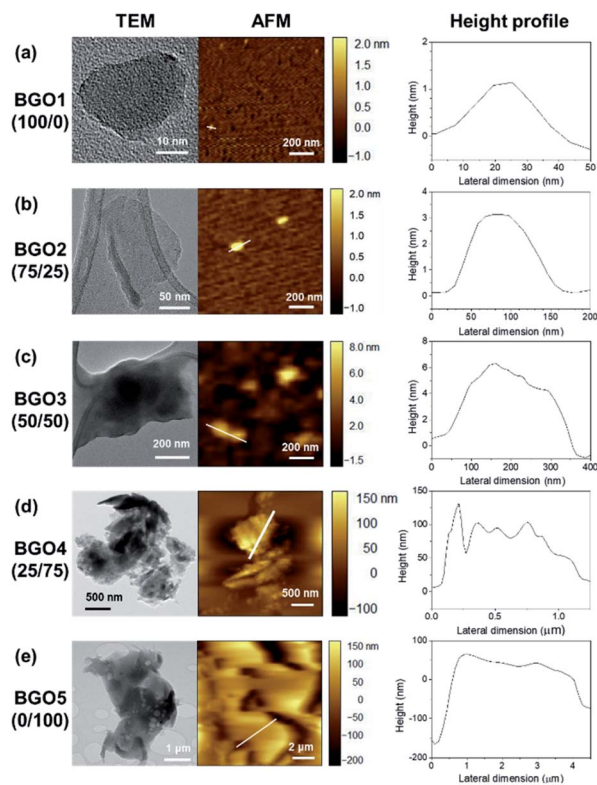 TEM AFM Height profile
(a)
BGO1
(100/0)
10 nm
200 nm
2.0 nm
1.5
1.0
0.5
0.0
−1.0
Height (nm)
2
1
0
0 10 20 30 40 50
Lateral dimension (nm)
(b)
BGO2
(75/25)
50 nm
200 nm
2.0 nm
1.5
1.0
0.5
0.0
−1.0
Height (nm)
4
3
2
1
0
0 50 100 150 200
Lateral dimension (nm)
(c)
BGO3
(50/50)
200 nm
200 nm
8.0 nm
6.0
4.0
2.0
−1.5
Height (nm)
8
6
4
2
0
0 100 200 300 400
Lateral dimension (nm)
(d)
BGO4
(25/75)
500 nm
500 nm
150 nm
100
50
0
−100
Height (nm)
150
100
50
0
0.0 0.5 1.0
Lateral dimension (μm)
(e)
BGO5
(0/100)
1 μm
2 μm
150 nm
100
50
0
−50
−100
−200
Height (nm)
100
0
-100
-200
0 1 2 3 4
Lateral dimension (μm)